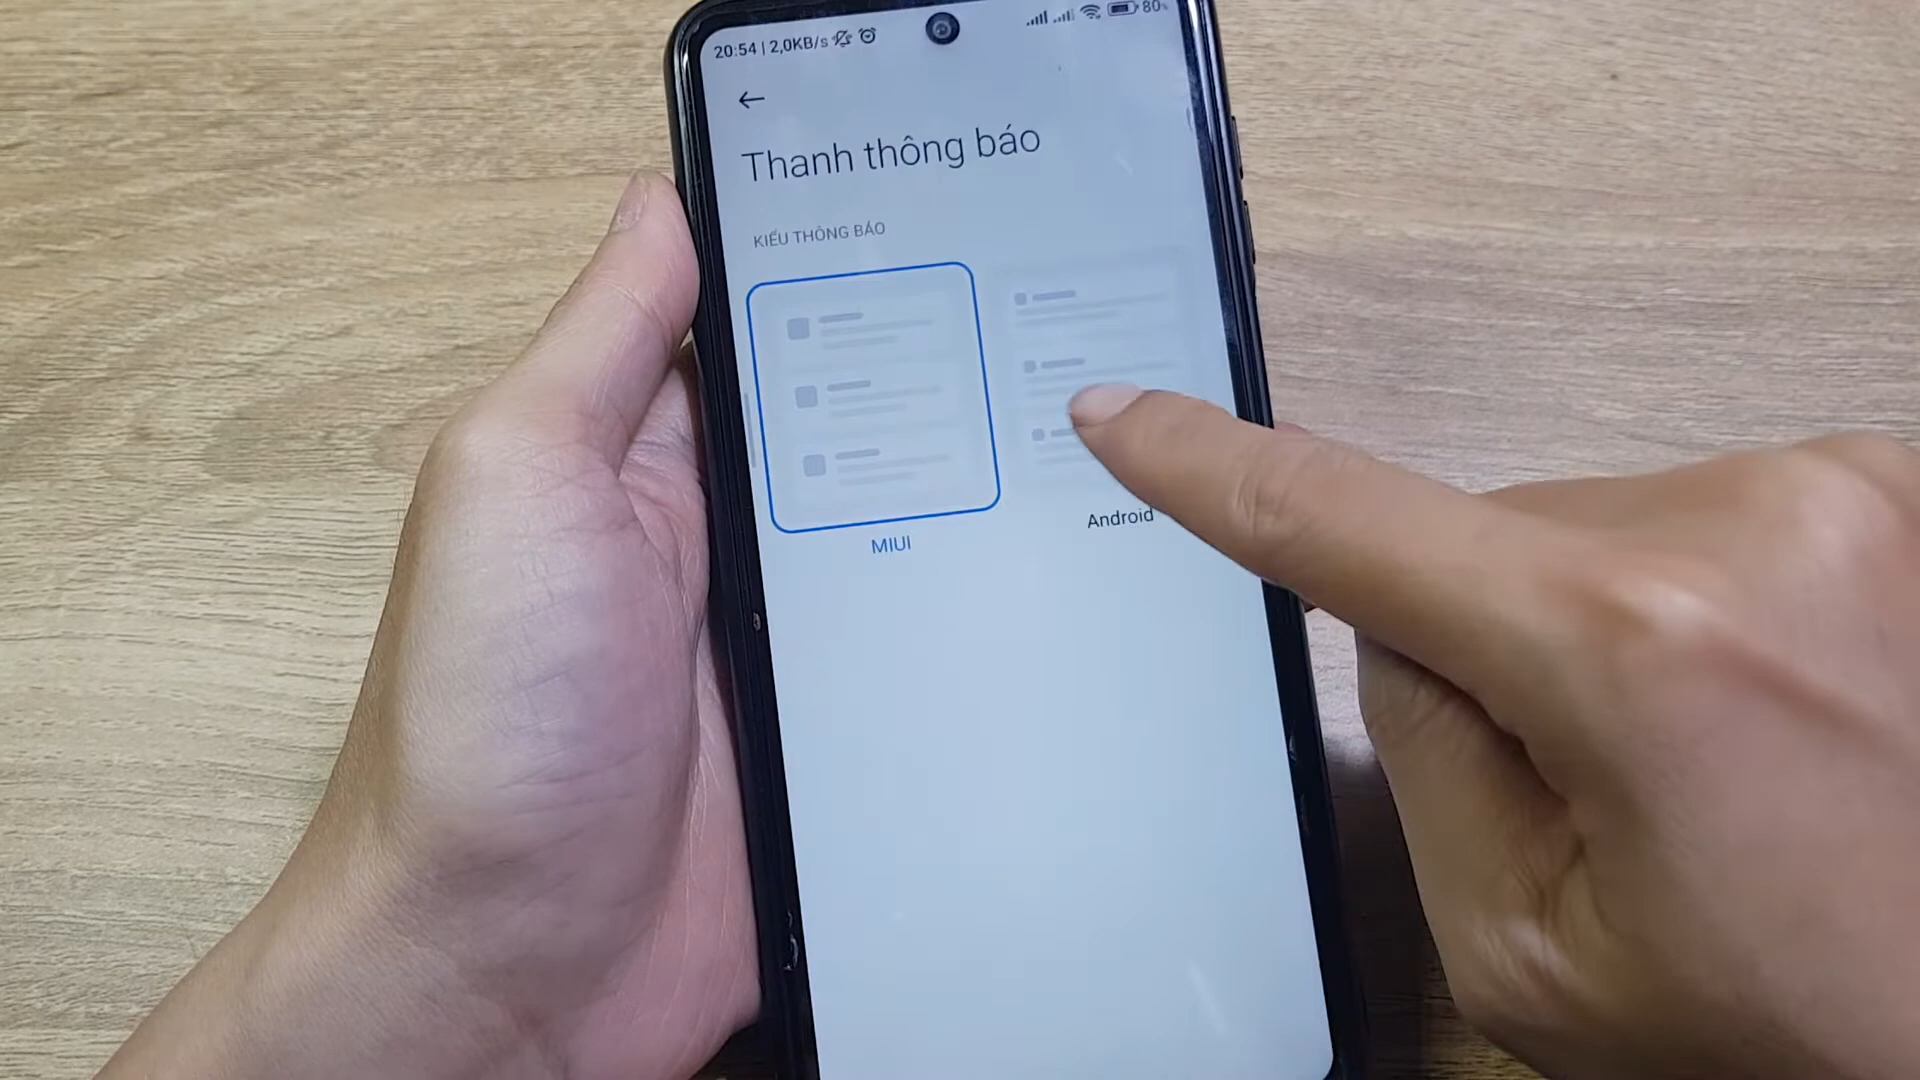 20:54 | 2,0KB/s 80%
Thanh thông báo
KIỂU THÔNG BÁO
MIUI
Android